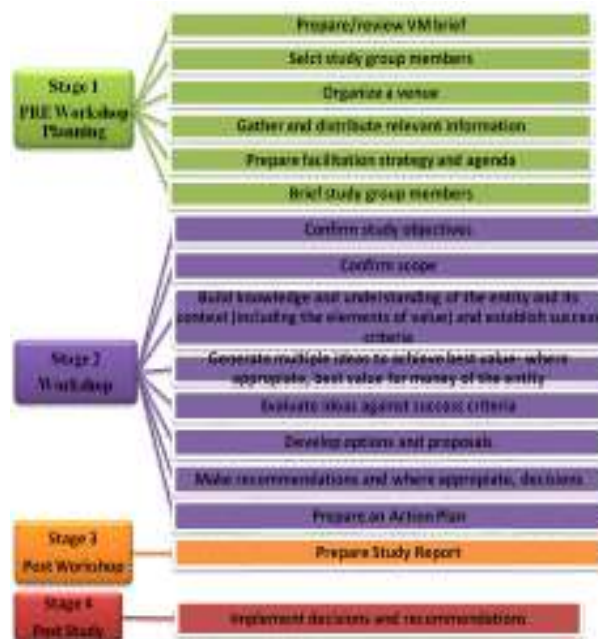 Stage 1
PRE Workshop
Planning
Prepare/review VM brief
Selct study group members
Organize a venue
Gather and distribute relevant information
Prepare facilitation strategy and agenda
Brief study group members
Stage 2
Workshop
Confirm study objectives
Confirm scope
Build knowledge and understanding of the entity and its
context (including the elements of value) and establish success
criteria
Generate multiple ideas to achieve best value- where
appropiate, best value for money of the entity
Evaluate ideas against success criteria
Develop options and proposals
Make recommendations and where appropiate, decisions
Prepare an Action Plan
Stage 3
Post Workshop
Prepare Study Report
Stage 4
Post Study
Implement decisions and recommendations